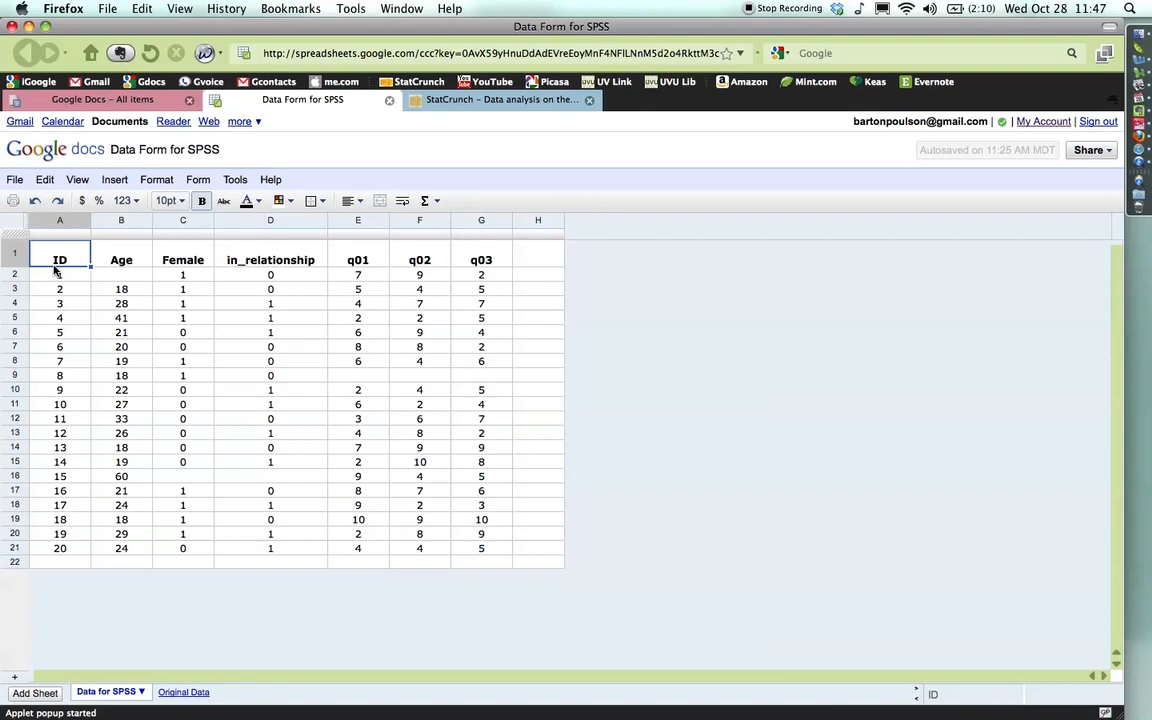 Firefox File Edit View History Bookmarks Tools Window Help Stop Recording (2:10) Wed Oct 28 11:47
Data Form for SPSS
http://spreadsheets.google.com/ccc?key=0AvX59yHnuDdAdEVreEoyMnF4NFlLNnM5d2o4RkttM3c Google
iGoogle Gmail Gdocs Gvoice Gcontacts me.com StatCrunch YouTube Picasa UV Link UVU Lib Amazon Mint.com Keas Evernote
Google Docs - All items Data Form for SPSS StatCrunch - Data analysis on the...
Gmail Calendar Documents Reader Web more ▼ bartonpoulson@gmail.com | My Account | Sign out
Google docs Data Form for SPSS Autosaved on 11:25 AM MDT Share
File Edit View Insert Format Form Tools Help
$ % 123 10pt B Abc A Σ
A B C D E F G H
1 ID Age Female in_relationship q01 q02 q03
2 1 1 0 7 9 2
3 2 18 1 0 5 4 5
4 3 28 1 1 4 7 7
5 4 41 1 1 2 2 5
6 5 21 0 1 6 9 4
7 6 20 0 0 8 8 2
8 7 19 1 0 6 4 6
9 8 18 1 0
10 9 22 0 1 2 4 5
11 10 27 0 1 6 2 4
12 11 33 0 0 3 6 7
13 12 26 0 1 4 8 2
14 13 18 0 0 7 9 9
15 14 19 0 1 2 10 8
16 15 60 9 4 5
17 16 21 1 0 8 7 6
18 17 24 1 1 9 2 3
19 18 18 1 0 10 9 10
20 19 29 1 1 2 8 9
21 20 24 0 1 4 4 5
22
+
Add Sheet Data for SPSS ▼ Original Data ID
Applet popup started